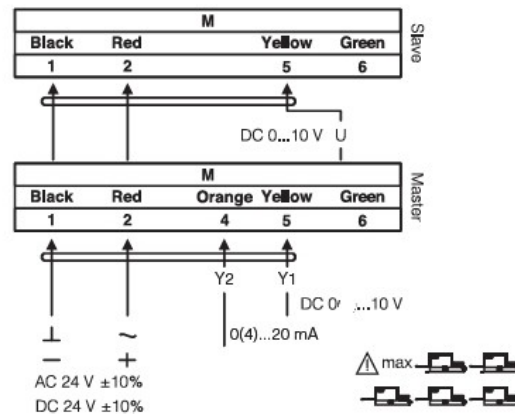 M
Black Red Yellow Green
1 2 5 6
Slave
DC 0...10 V U
M
Black Red Orange Yellow Green
1 2 4 5 6
Master
Y2 Y1
DC 0 ...10 V
0(4)...20 mA
⊥ ~
– +
AC 24 V ±10%
DC 24 V ±10%
max